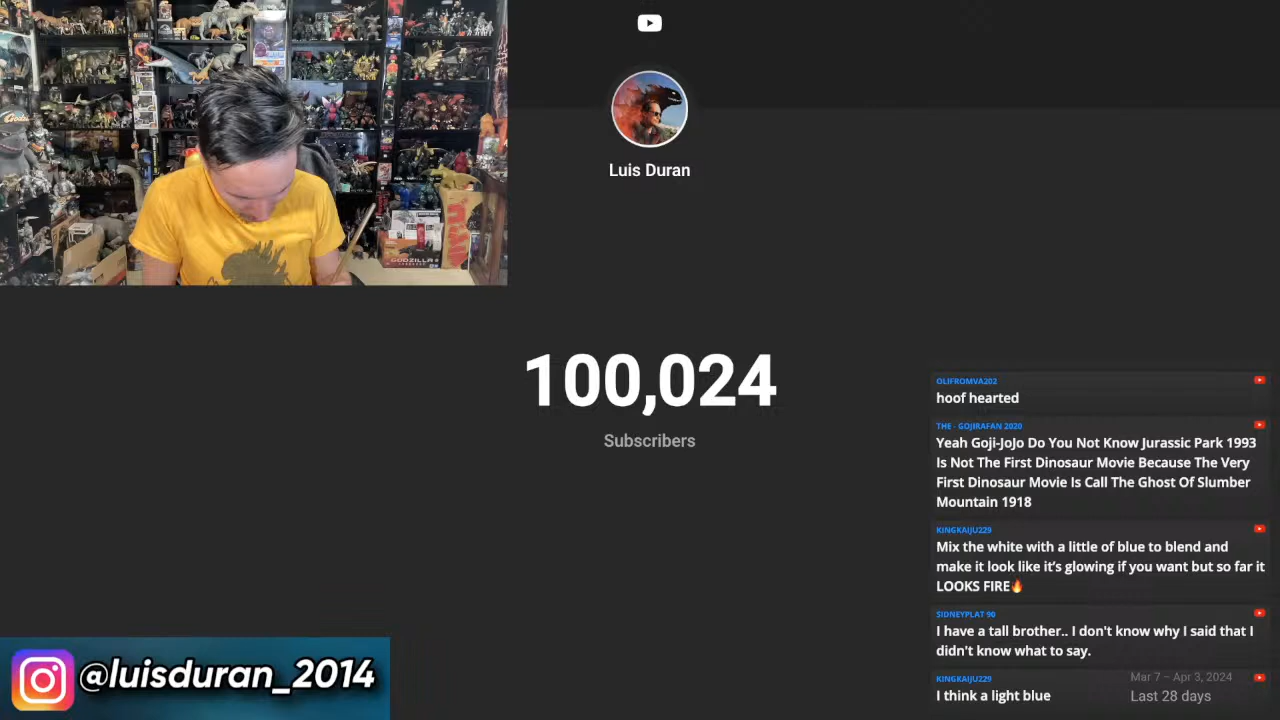 Luis Duran
100,024
Subscribers
OLIFROMVA202
hoof hearted
THE - GOJIRAFAN 2020
Yeah Goji-JoJo Do You Not Know Jurassic Park 1993
Is Not The First Dinosaur Movie Because The Very
First Dinosaur Movie Is Call The Ghost Of Slumber
Mountain 1918
KINGKAIJU229
Mix the white with a little of blue to blend and
make it look like it’s glowing if you want but so far it
LOOKS FIRE🔥
SIDNEYPLAT 90
I have a tall brother.. I don't know why I said that I
didn't know what to say.
KINGKAIJU229
I think a light blue
Mar 7 – Apr 3, 2024
Last 28 days
@luisduran_2014
GODZILLA